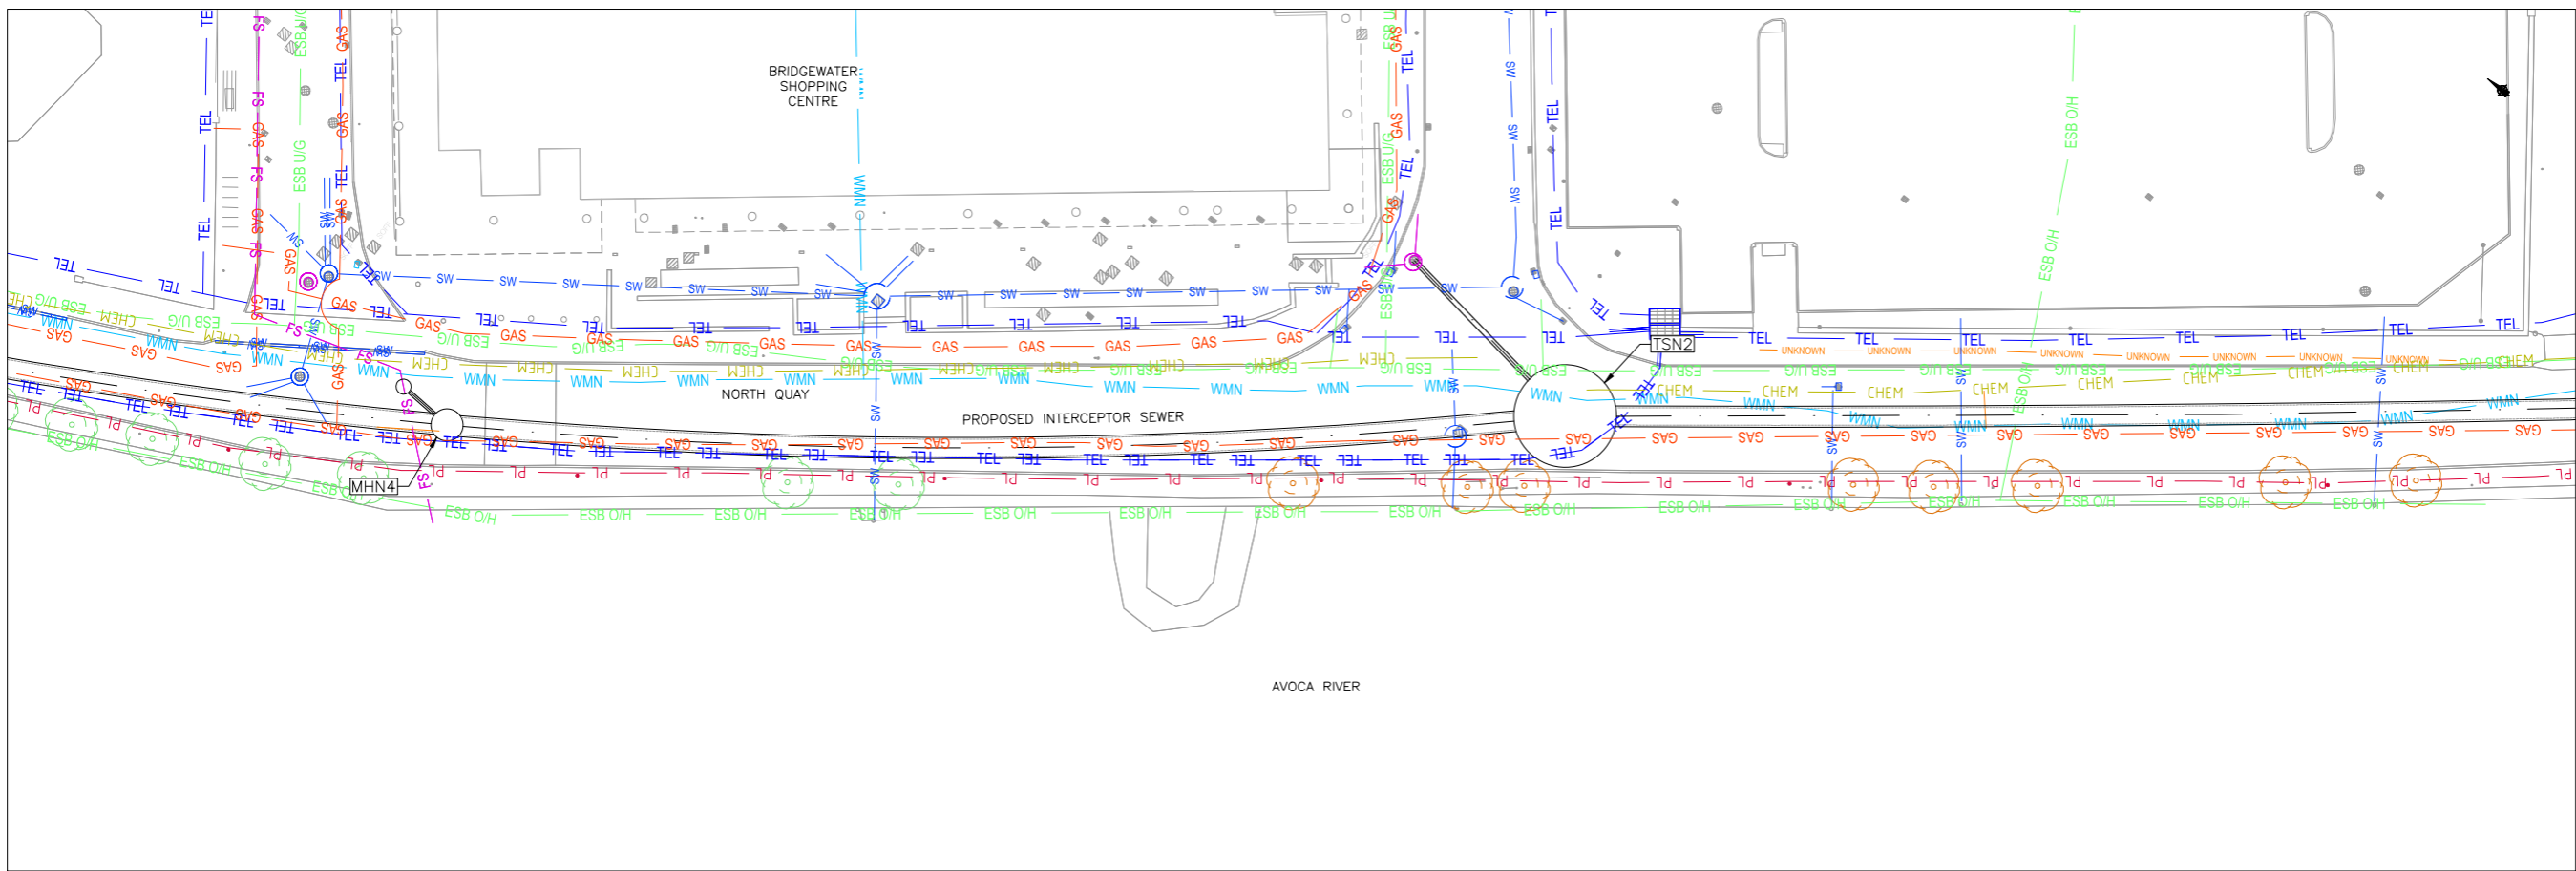 BRIDGEWATER
SHOPPING
CENTRE
NORTH QUAY
PROPOSED INTERCEPTOR SEWER
TSN2
MHN4
AVOCA RIVER
TEL
FS
ESB U/G
GAS
SW
WMN
CHEM
PL
ESB O/H
UNKNOWN